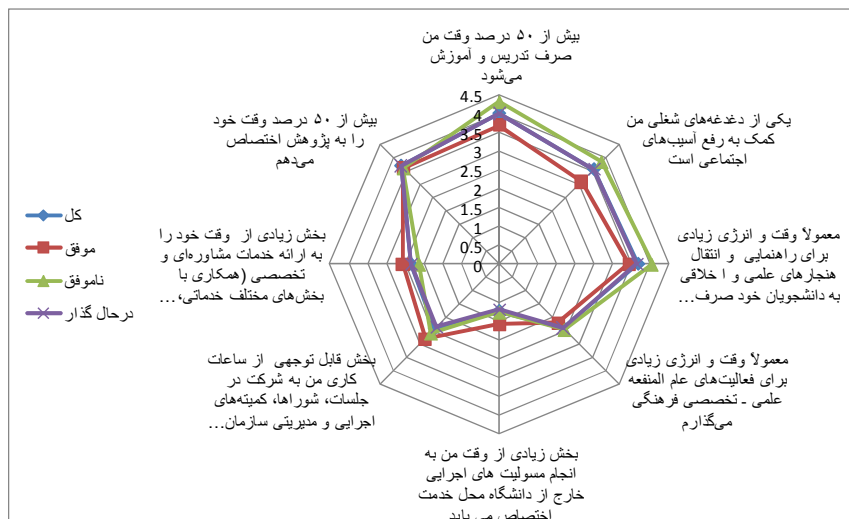 بیش از ۵۰ درصد وقت من
صرف تدریس و آموزش
می‌شود
یکی از دغدغه‌های شغلی من
کمک به رفع آسیب‌های
اجتماعی است
معمولاً وقت و انرژی زیادی
برای راهنمایی و انتقال
هنجارهای علمی و ا خلاقی
به دانشجویان خود صرف...
معمولاً وقت و انرژی زیادی
برای فعالیت‌های عام المنفعه
علمی ـ تخصصی فرهنگی
می‌گذارم
بخش زیادی از وقت من به
انجام مسولیت های اجرایی
خارج از دانشگاه محل خدمت
اختصاص می یابد
بخش قابل توجهی از ساعات
کاری من به شرکت در
جلسات، شوراها، کمیته‌های
اجرایی و مدیریتی سازمان...
بخش زیادی از وقت خود را
به ارائه خدمات مشاوره‌ای و
تخصصی (همکاری با
بخش‌های مختلف خدماتی،...
بیش از ۵۰ درصد وقت خود
را به پژوهش اختصاص
می‌دهم
4.5
4
3.5
3
2.5
2
1.5
1
0.5
0
کل
موفق
ناموفق
درحال گذار